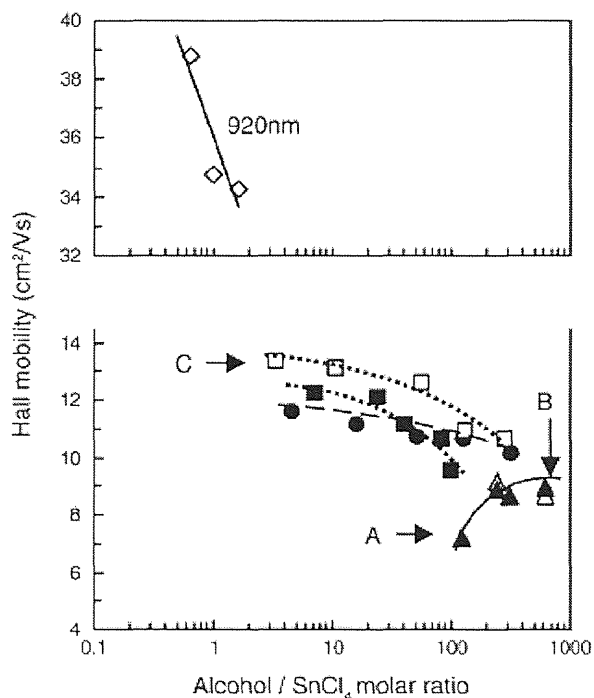 40
38
36
34
32
920nm
Hall mobility (cm²/Vs)
14
12
10
8
6
4
C
B
A
0.1 1 10 100 1000
Alcohol / SnCl₄ molar ratio